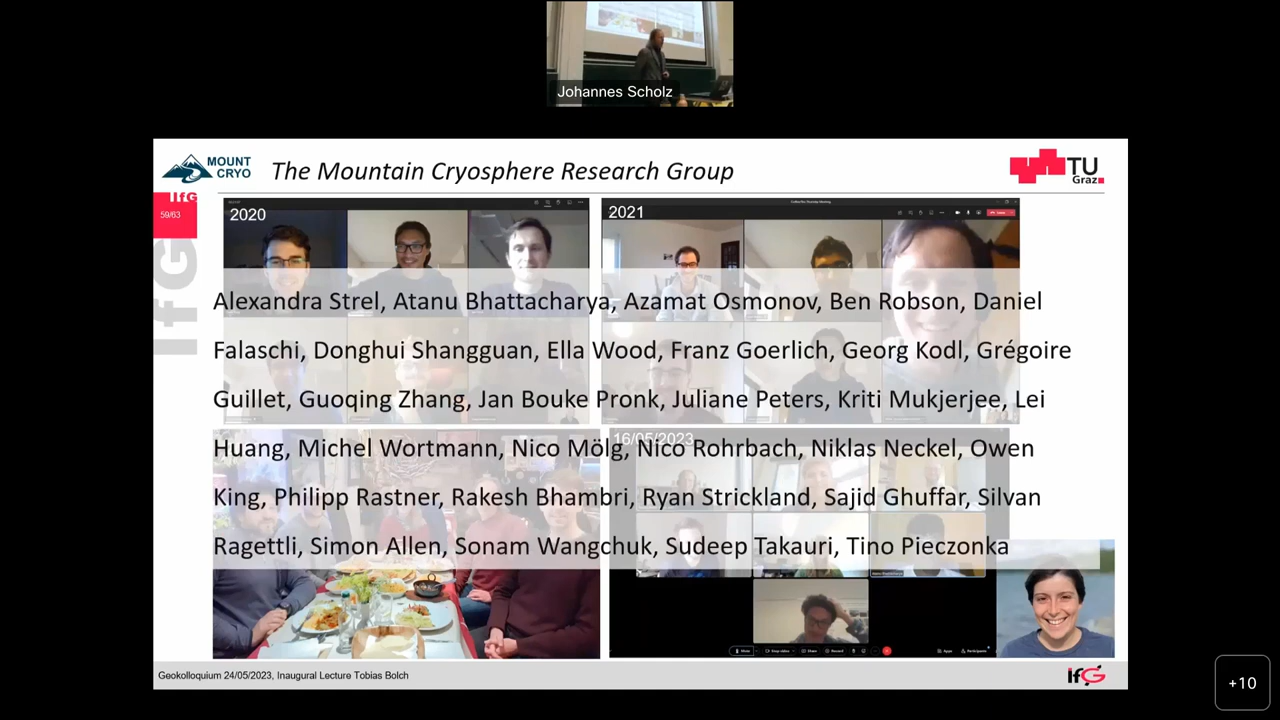 Johannes Scholz
MOUNT
CRYO
The Mountain Cryosphere Research Group
TU
Graz
IfG
59/63
IfG
2020
2021
Alexandra Strel, Atanu Bhattacharya, Azamat Osmonov, Ben Robson, Daniel
Falaschi, Donghui Shangguan, Ella Wood, Franz Goerlich, Georg Kodl, Grégoire
Guillet, Guoqing Zhang, Jan Bouke Pronk, Juliane Peters, Kriti Mukjerjee, Lei
16/05/2023
Huang, Michel Wortmann, Nico Mölg, Nico Rohrbach, Niklas Neckel, Owen
King, Philipp Rastner, Rakesh Bhambri, Ryan Strickland, Sajid Ghuffar, Silvan
Ragettli, Simon Allen, Sonam Wangchuk, Sudeep Takauri, Tino Pieczonka
Geokolloquium 24/05/2023, Inaugural Lecture Tobias Bolch
IfG
+10